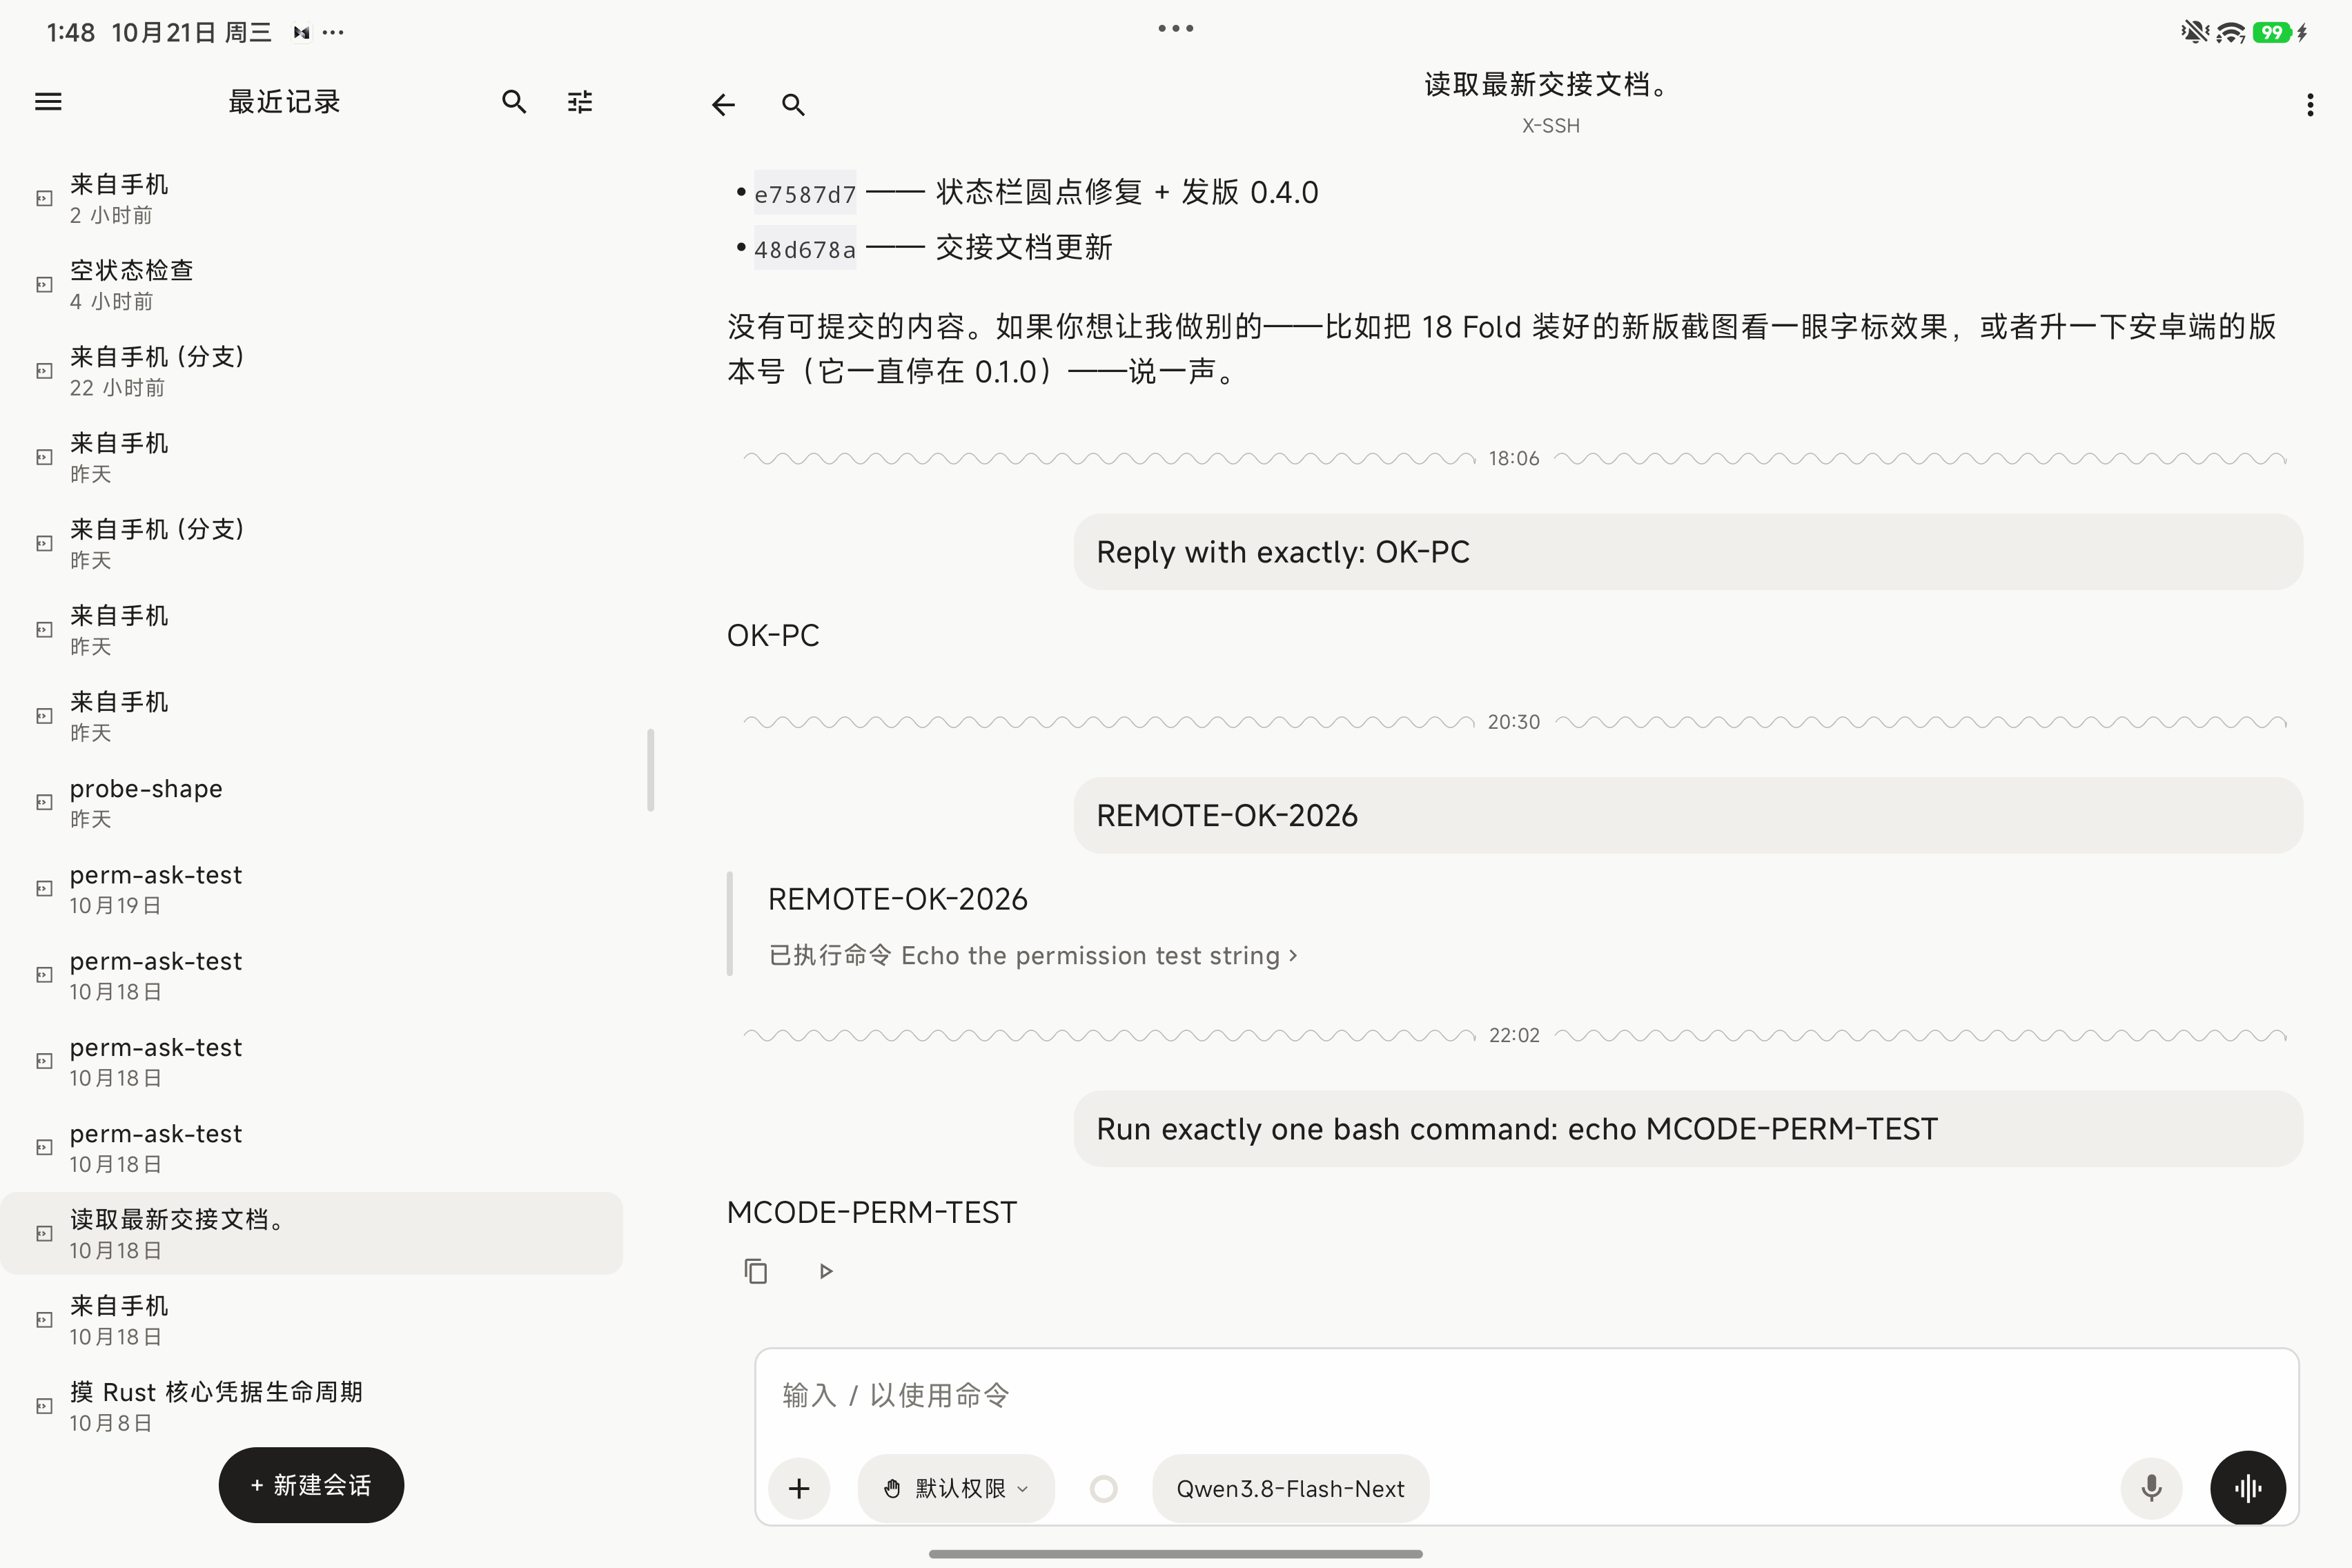 1:48 10月21日 周三
99
最近记录
来自手机
2 小时前
空状态检查
4 小时前
来自手机 (分支)
22 小时前
来自手机
昨天
来自手机 (分支)
昨天
来自手机
昨天
来自手机
昨天
probe-shape
昨天
perm-ask-test
10月19日
perm-ask-test
10月18日
perm-ask-test
10月18日
perm-ask-test
10月18日
读取最新交接文档。
10月18日
来自手机
10月18日
摸 Rust 核心凭据生命周期
10月8日
+ 新建会话
读取最新交接文档。
X-SSH
• e7587d7 —— 状态栏圆点修复 + 发版 0.4.0
• 48d678a —— 交接文档更新
没有可提交的内容。如果你想让我做别的——比如把 18 Fold 装好的新版截图看一眼字标效果，或者升一下安卓端的版
本号（它一直停在 0.1.0）——说一声。
18:06
Reply with exactly: OK-PC
OK-PC
20:30
REMOTE-OK-2026
REMOTE-OK-2026
已执行命令 Echo the permission test string ›
22:02
Run exactly one bash command: echo MCODE-PERM-TEST
MCODE-PERM-TEST
输入 / 以使用命令
默认权限
Qwen3.8-Flash-Next